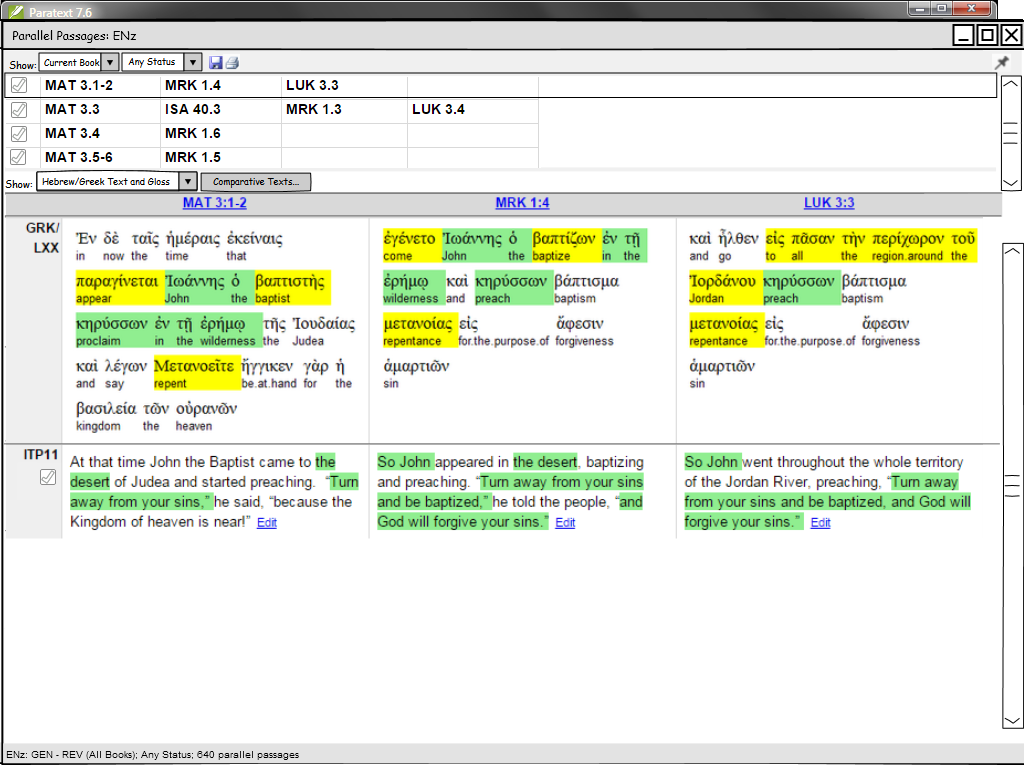 Paratext 7.6
Parallel Passages: ENz
Show: Current Book Any Status
MAT 3.1-2 MRK 1.4 LUK 3.3
MAT 3.3 ISA 40.3 MRK 1.3 LUK 3.4
MAT 3.4 MRK 1.6
MAT 3.5-6 MRK 1.5
Show: Hebrew/Greek Text and Gloss Comparative Texts...
MAT 3:1-2 MRK 1:4 LUK 3:3
GRK/
LXX
Ἐν δὲ ταῖς ἡμέραις ἐκείναις
in now the time that
παραγίνεται Ἰωάννης ὁ βαπτιστὴς
appear John the baptist
κηρύσσων ἐν τῇ ἐρήμῳ τῆς Ἰουδαίας
proclaim in the wilderness the Judea
καὶ λέγων Μετανοεῖτε ἤγγικεν γὰρ ἡ
and say repent be.at.hand for the
βασιλεία τῶν οὐρανῶν
kingdom the heaven
ἐγένετο Ἰωάννης ὁ βαπτίζων ἐν τῇ
come John the baptize in the
ἐρήμῳ καὶ κηρύσσων βάπτισμα
wilderness and preach baptism
μετανοίας εἰς ἄφεσιν
repentance for.the.purpose.of forgiveness
ἁμαρτιῶν
sin
καὶ ἦλθεν εἰς πᾶσαν τὴν περίχωρον τοῦ
and go to all the region.around the
Ἰορδάνου κηρύσσων βάπτισμα
Jordan preach baptism
μετανοίας εἰς ἄφεσιν
repentance for.the.purpose.of forgiveness
ἁμαρτιῶν
sin
ITP11
At that time John the Baptist came to the
desert of Judea and started preaching. “Turn
away from your sins,” he said, “because the
Kingdom of heaven is near!” Edit
So John appeared in the desert, baptizing
and preaching. “Turn away from your sins
and be baptized,” he told the people, “and
God will forgive your sins.” Edit
So John went throughout the whole territory
of the Jordan River, preaching, “Turn away
from your sins and be baptized, and God will
forgive your sins.” Edit
ENz: GEN - REV (All Books); Any Status; 640 parallel passages